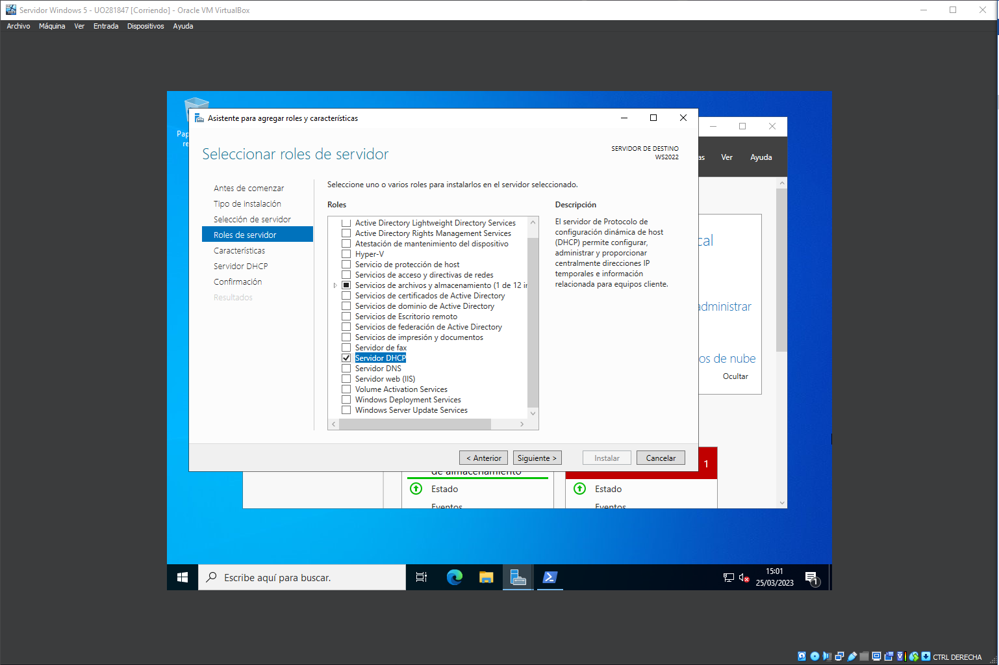 Servidor Windows 5 - UO281847 [Corriendo] - Oracle VM VirtualBox
Archivo Máquina Ver Entrada Dispositivos Ayuda
Asistente para agregar roles y características
Seleccionar roles de servidor
SERVIDOR DE DESTINO
WS2022
Ver Ayuda
Antes de comenzar
Tipo de instalación
Selección de servidor
Roles de servidor
Características
Servidor DHCP
Confirmación
Resultados
Seleccione uno o varios roles para instalarlos en el servidor seleccionado.
Roles
Active Directory Lightweight Directory Services
Active Directory Rights Management Services
Atestación de mantenimiento del dispositivo
Hyper-V
Servicio de protección de host
Servicios de acceso y directivas de redes
Servicios de archivos y almacenamiento (1 de 12 in
Servicios de certificados de Active Directory
Servicios de dominio de Active Directory
Servicios de Escritorio remoto
Servicios de federación de Active Directory
Servicios de impresión y documentos
Servidor de fax
Servidor DHCP
Servidor DNS
Servidor web (IIS)
Volume Activation Services
Windows Deployment Services
Windows Server Update Services
Descripción
El servidor de Protocolo de
configuración dinámica de host
(DHCP) permite configurar,
administrar y proporcionar
centralmente direcciones IP
temporales e información
relacionada para equipos cliente.
cal
administrar
os de nube
Ocultar
< Anterior Siguiente > Instalar Cancelar
de almacenamiento
1
Estado
Eventos
Estado
Eventos
Escribe aquí para buscar.
15:01
25/03/2023
1
CTRL DERECHA